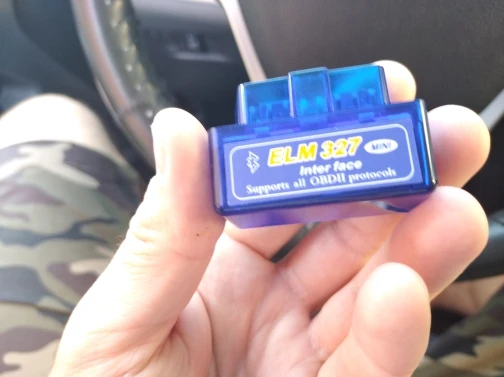 ELM 327 MINI
Inter face
Supports all OBDII protocols